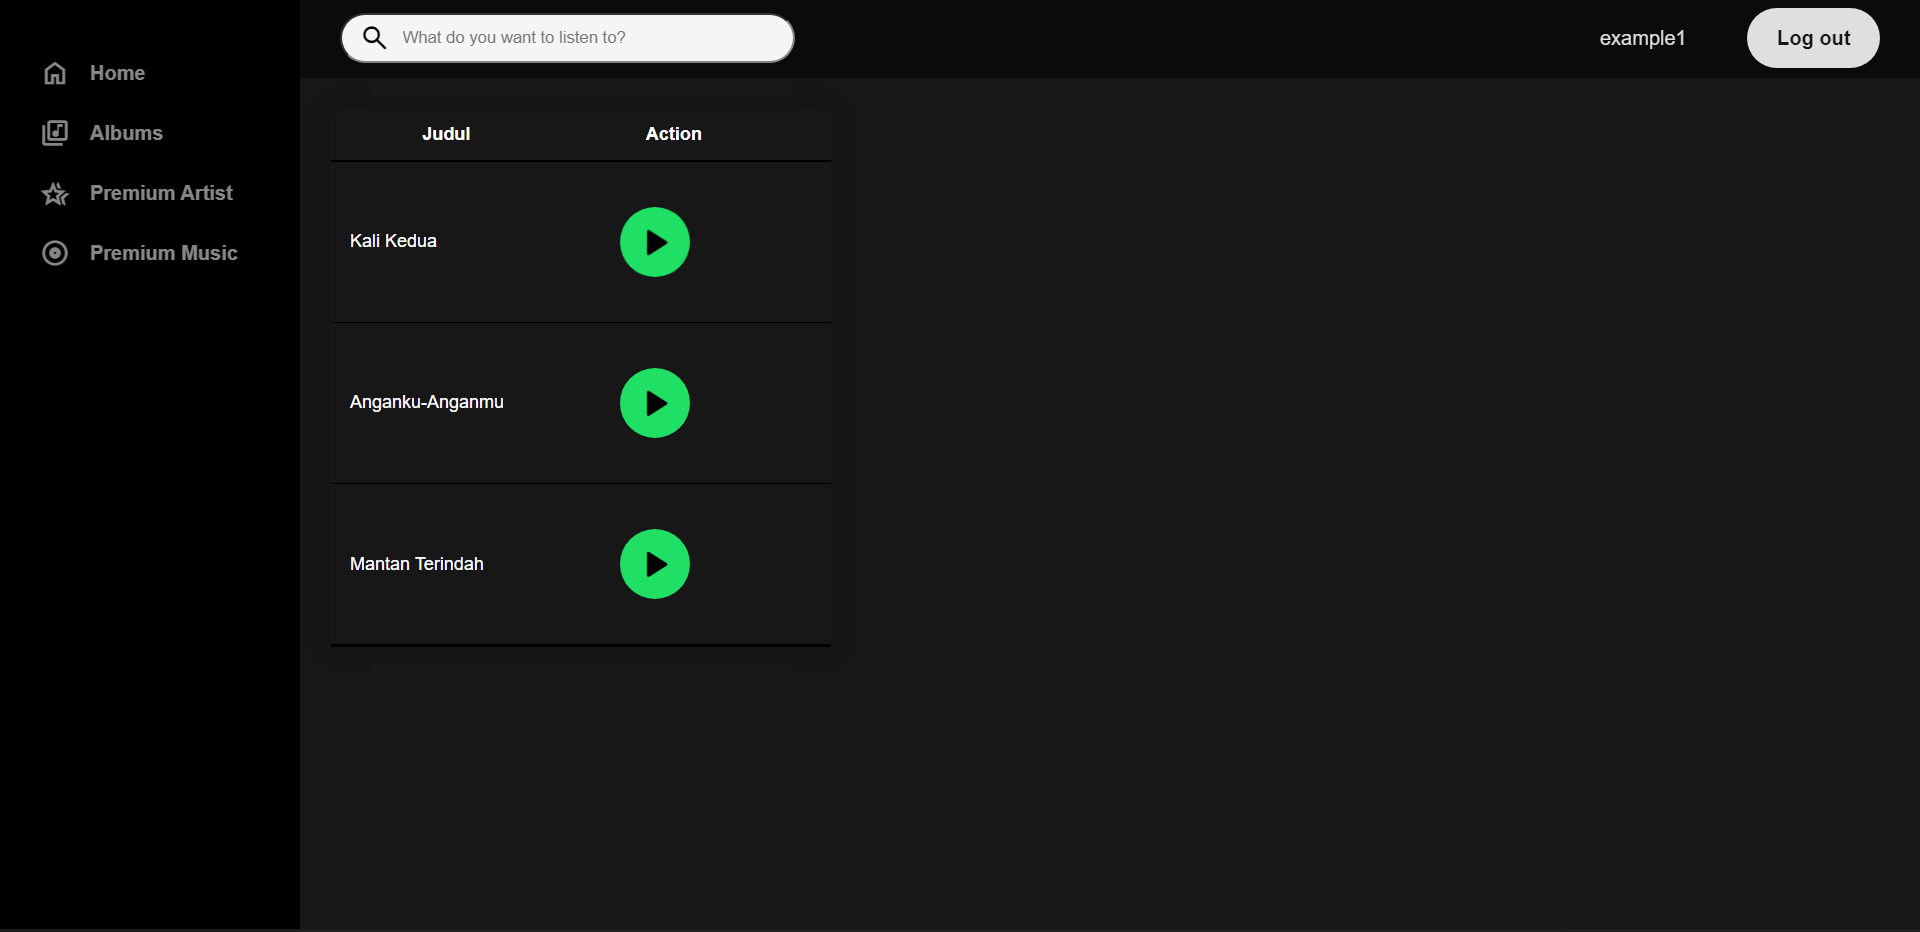 Home
Albums
Premium Artist
Premium Music
What do you want to listen to?
example1
Log out
Judul Action
Kali Kedua
Anganku-Anganmu
Mantan Terindah